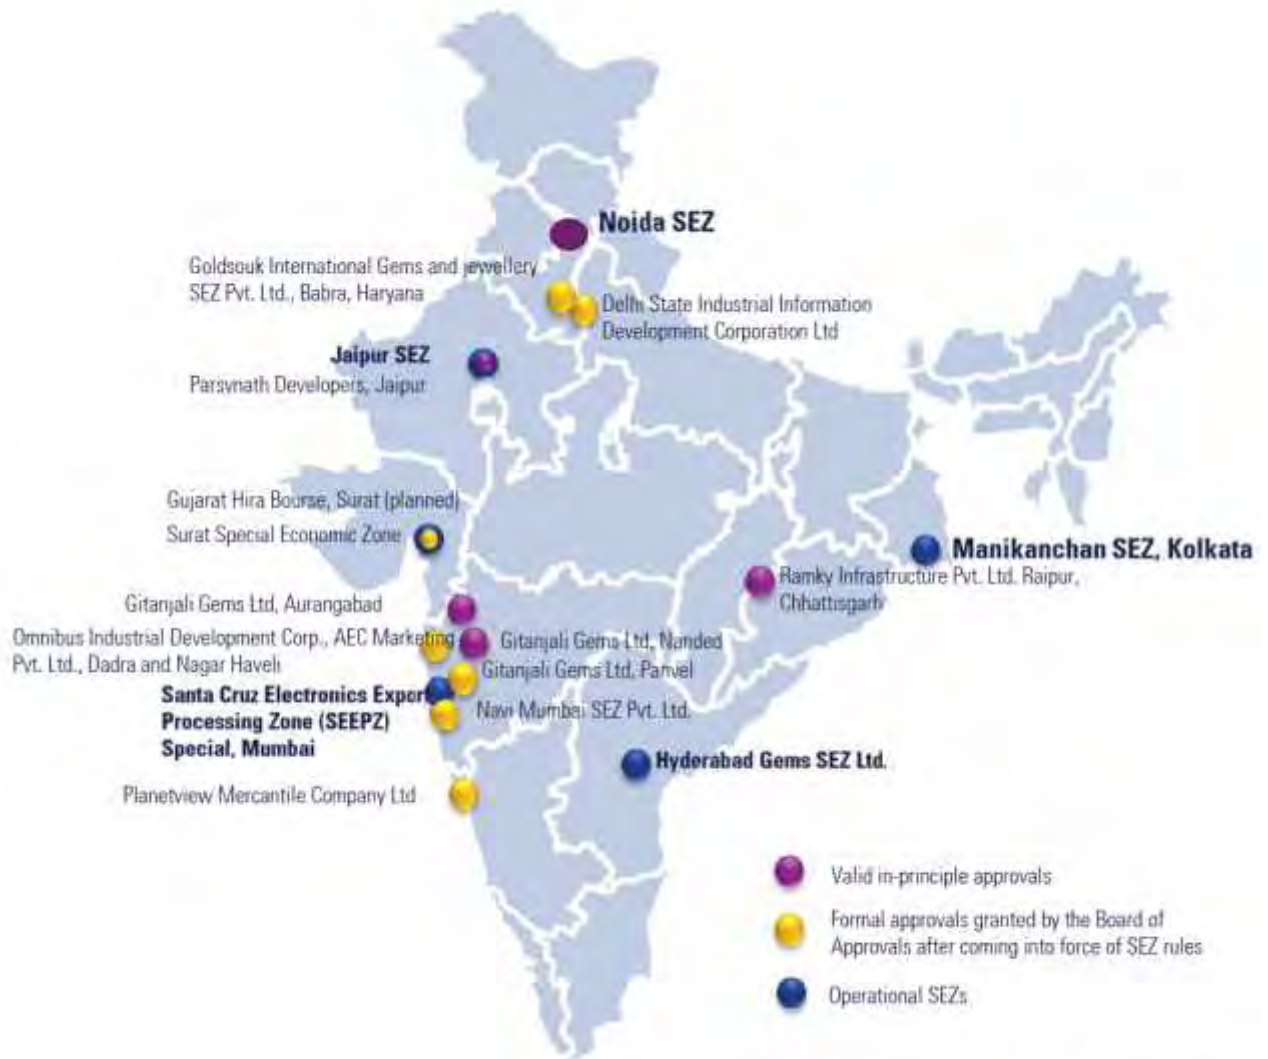 Noida SEZ
Goldsouk International Gems and jewellery
SEZ Pvt. Ltd., Babra, Haryana
Delhi State Industrial Information
Development Corporation Ltd
Jaipur SEZ
Parsvnath Developers, Jaipur
Gujarat Hira Bourse, Surat (planned)
Surat Special Economic Zone
Manikanchan SEZ, Kolkata
Ramky Infrastructure Pvt. Ltd. Raipur,
Chhattisgarh
Gitanjali Gems Ltd, Aurangabad
Omnibus Industrial Development Corp., AEC Marketing
Pvt. Ltd., Dadra and Nagar Haveli
Gitanjali Gems Ltd, Nanded
Gitanjali Gems Ltd, Panvel
Santa Cruz Electronics Export
Processing Zone (SEEPZ)
Special, Mumbai
Navi Mumbai SEZ Pvt. Ltd.
Hyderabad Gems SEZ Ltd.
Planetview Mercantile Company Ltd
Valid in-principle approvals
Formal approvals granted by the Board of
Approvals after coming into force of SEZ rules
Operational SEZs